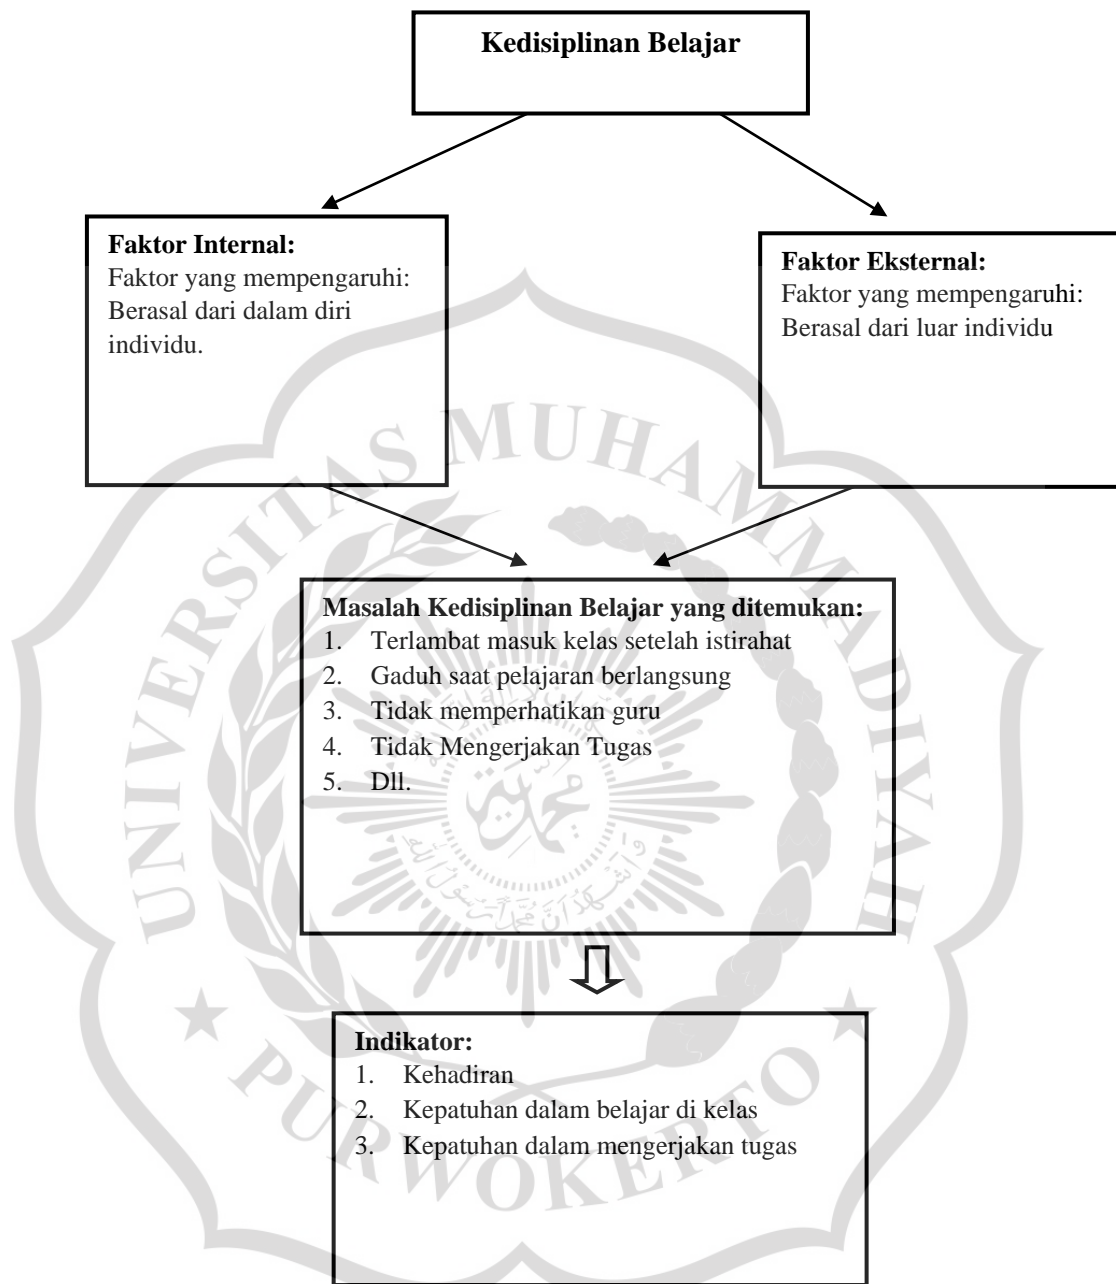 Kedisiplinan Belajar
Faktor Internal:
Faktor yang mempengaruhi:
Berasal dari dalam diri
individu.
Faktor Eksternal:
Faktor yang mempengaruhi:
Berasal dari luar individu
Masalah Kedisiplinan Belajar yang ditemukan:
1. Terlambat masuk kelas setelah istirahat
2. Gaduh saat pelajaran berlangsung
3. Tidak memperhatikan guru
4. Tidak Mengerjakan Tugas
5. Dll.
Indikator:
1. Kehadiran
2. Kepatuhan dalam belajar di kelas
3. Kepatuhan dalam mengerjakan tugas
UNIVERSITAS MUHAMMADIYAH
PURWOKERTO